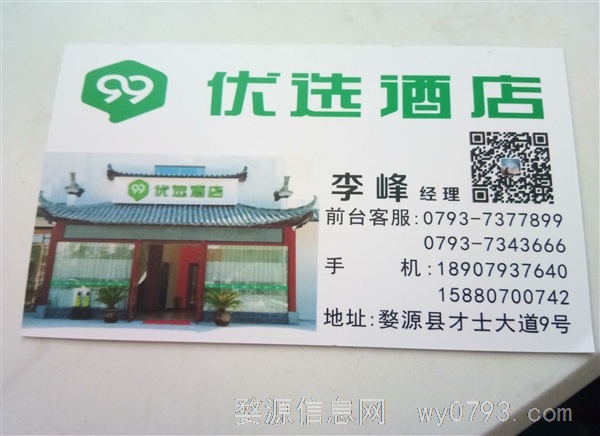 99 优选酒店
99 优选酒店
李峰 经理
前台客服:0793-7377899
0793-7343666
手 机:18907937640
15880700742
地址:婺源县才士大道9号
婺源信息网 wy0793.com